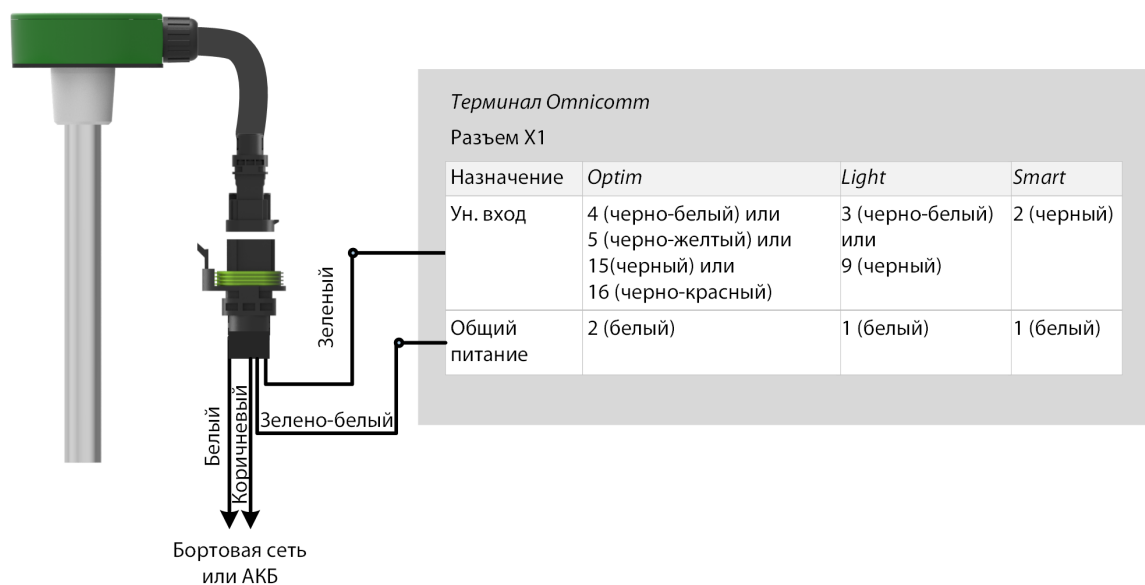 Терминал Omnicomm
Разъем X1
Назначение Optim Light Smart
Ун. вход 4 (черно-белый) или 3 (черно-белый) 2 (черный)
5 (черно-желтый) или или
15(черный) или 9 (черный)
16 (черно-красный)
Общий 2 (белый) 1 (белый) 1 (белый)
питание
Зеленый
Зелено-белый
Белый
Коричневый
Бортовая сеть
или АКБ